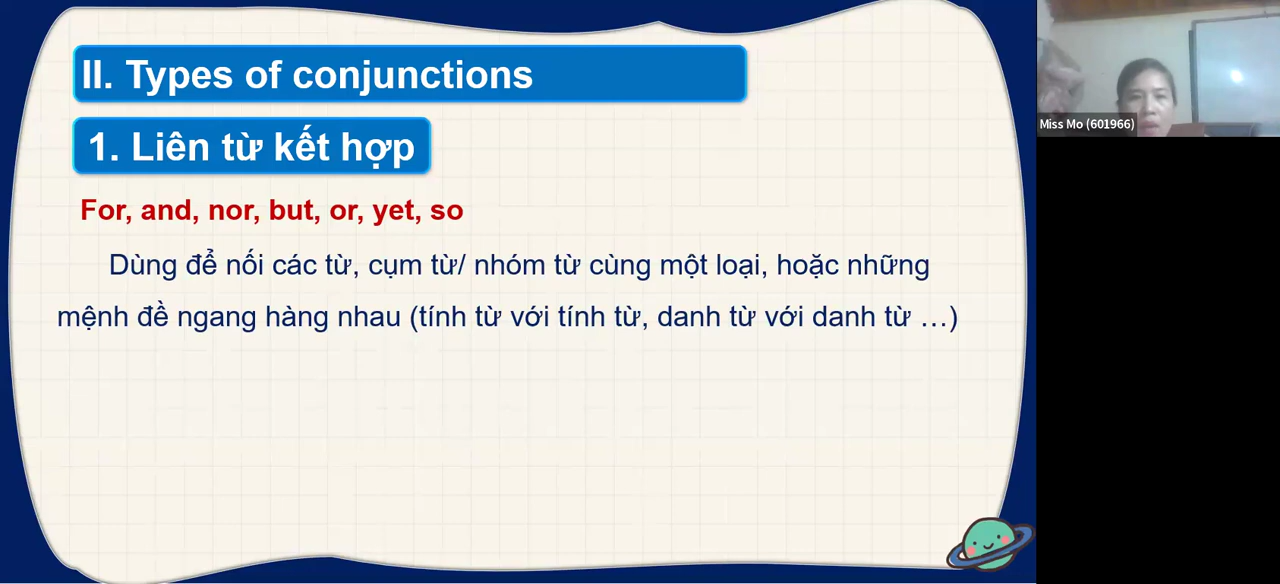 II. Types of conjunctions
1. Liên từ kết hợp
For, and, nor, but, or, yet, so
Dùng để nối các từ, cụm từ/ nhóm từ cùng một loại, hoặc những
mệnh đề ngang hàng nhau (tính từ với tính từ, danh từ với danh từ …)
Miss Mo (601966)